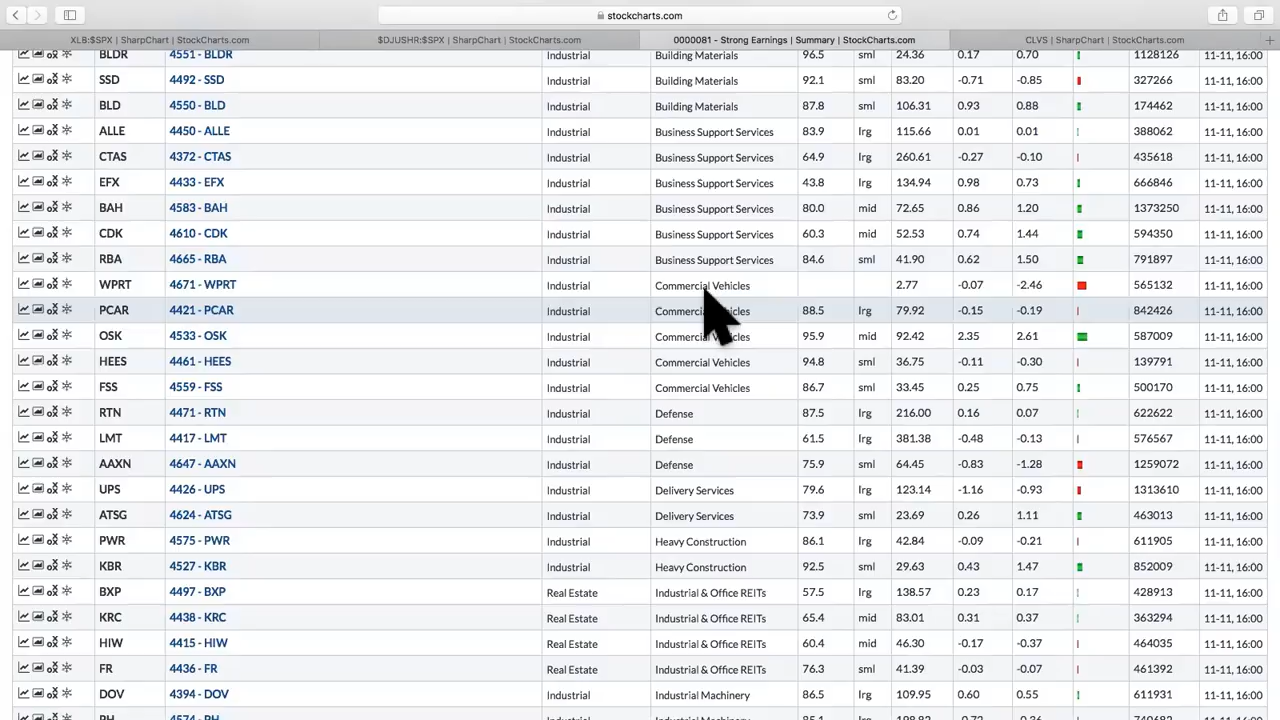 stockcharts.com
XLB:$SPX | SharpChart | StockCharts.com $DJUSHR:$SPX | SharpChart | StockCharts.com 0000081 - Strong Earnings | Summary | StockCharts.com CLVS | SharpChart | StockCharts.com
BLDR 4551 - BLDR Industrial Building Materials 96.5 sml 24.36 0.17 0.70 1128126 11-11, 16:00
SSD 4492 - SSD Industrial Building Materials 92.1 sml 83.20 -0.71 -0.85 327266 11-11, 16:00
BLD 4550 - BLD Industrial Building Materials 87.8 sml 106.31 0.93 0.88 174462 11-11, 16:00
ALLE 4450 - ALLE Industrial Business Support Services 83.9 lrg 115.66 0.01 0.01 388062 11-11, 16:00
CTAS 4372 - CTAS Industrial Business Support Services 64.9 lrg 260.61 -0.27 -0.10 435618 11-11, 16:00
EFX 4433 - EFX Industrial Business Support Services 43.8 lrg 134.94 0.98 0.73 666846 11-11, 16:00
BAH 4583 - BAH Industrial Business Support Services 80.0 mid 72.65 0.86 1.20 1373250 11-11, 16:00
CDK 4610 - CDK Industrial Business Support Services 60.3 mid 52.53 0.74 1.44 594350 11-11, 16:00
RBA 4665 - RBA Industrial Business Support Services 84.6 sml 41.90 0.62 1.50 791897 11-11, 16:00
WPRT 4671 - WPRT Industrial Commercial Vehicles 2.77 -0.07 -2.46 565132 11-11, 16:00
PCAR 4421 - PCAR Industrial Commercial Vehicles 88.5 lrg 79.92 -0.15 -0.19 842426 11-11, 16:00
OSK 4533 - OSK Industrial Commercial Vehicles 95.9 mid 92.42 2.35 2.61 587009 11-11, 16:00
HEES 4461 - HEES Industrial Commercial Vehicles 94.8 sml 36.75 -0.11 -0.30 139791 11-11, 16:00
FSS 4559 - FSS Industrial Commercial Vehicles 86.7 sml 33.45 0.25 0.75 500170 11-11, 16:00
RTN 4471 - RTN Industrial Defense 87.5 lrg 216.00 0.16 0.07 622622 11-11, 16:00
LMT 4417 - LMT Industrial Defense 61.5 lrg 381.38 -0.48 -0.13 576567 11-11, 16:00
AAXN 4647 - AAXN Industrial Defense 75.9 sml 64.45 -0.83 -1.28 1259072 11-11, 16:00
UPS 4426 - UPS Industrial Delivery Services 79.6 lrg 123.14 -1.16 -0.93 1313610 11-11, 16:00
ATSG 4624 - ATSG Industrial Delivery Services 73.9 sml 23.69 0.26 1.11 463013 11-11, 16:00
PWR 4575 - PWR Industrial Heavy Construction 86.1 lrg 42.84 -0.09 -0.21 611905 11-11, 16:00
KBR 4527 - KBR Industrial Heavy Construction 92.5 sml 29.63 0.43 1.47 852009 11-11, 16:00
BXP 4497 - BXP Real Estate Industrial & Office REITs 57.5 lrg 138.57 0.23 0.17 428913 11-11, 16:00
KRC 4438 - KRC Real Estate Industrial & Office REITs 65.4 mid 83.01 0.31 0.37 363294 11-11, 16:00
HIW 4415 - HIW Real Estate Industrial & Office REITs 60.4 mid 46.30 -0.17 -0.37 464035 11-11, 16:00
FR 4436 - FR Real Estate Industrial & Office REITs 76.3 sml 41.39 -0.03 -0.07 461392 11-11, 16:00
DOV 4394 - DOV Industrial Industrial Machinery 86.5 lrg 109.95 0.60 0.55 611931 11-11, 16:00